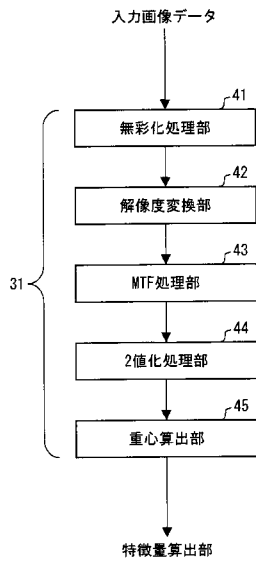 入力画像データ
41
無彩化処理部
42
解像度変換部
43
31
MTF処理部
44
2値化処理部
45
重心算出部
特徴量算出部